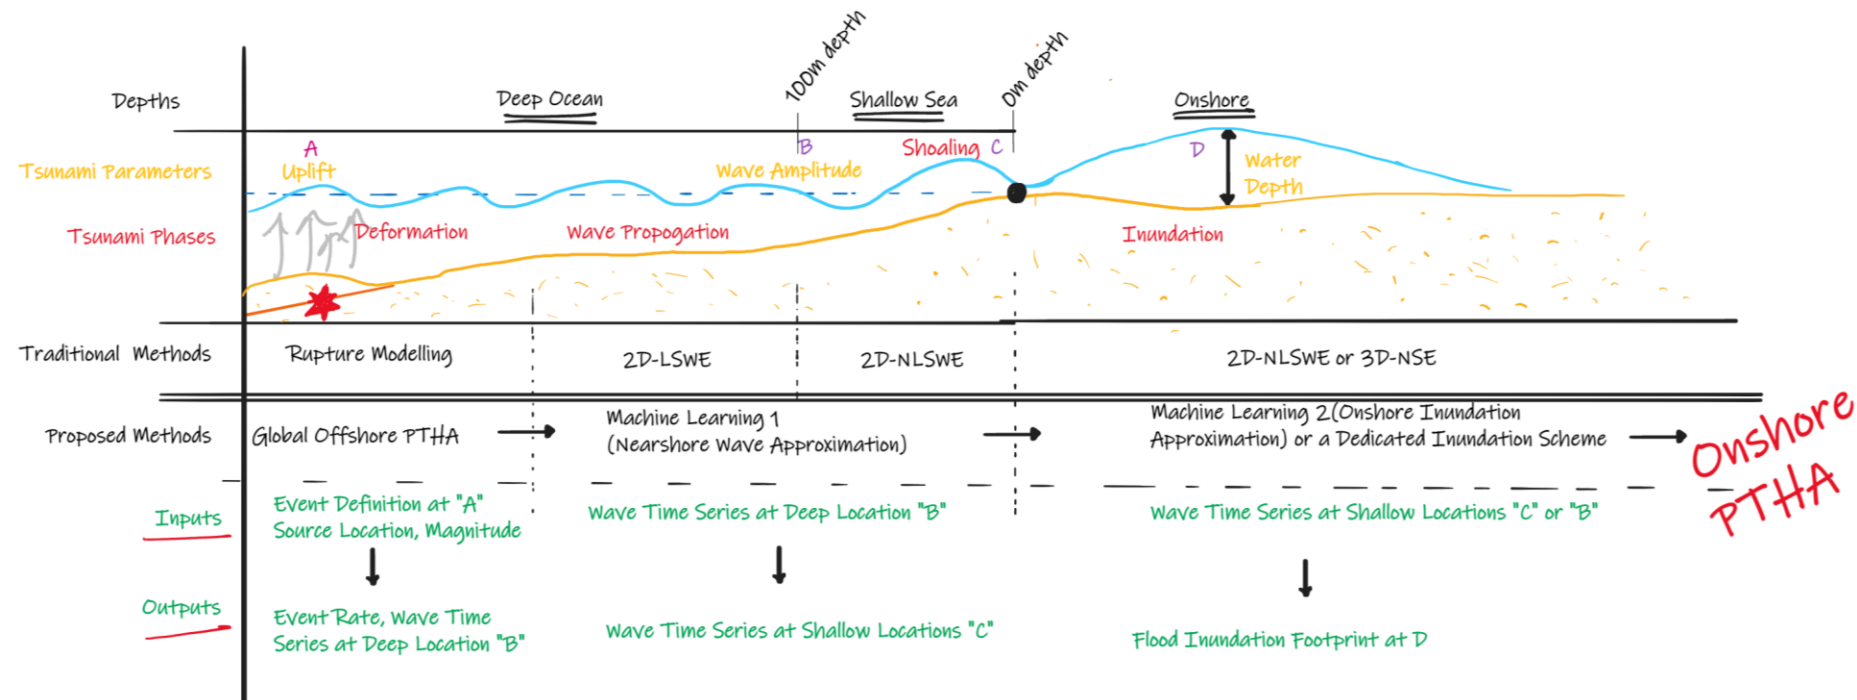 100m depth
0m depth
Depths
Deep Ocean
Shallow Sea
Onshore
A
B
Shoaling
C
D
Tsunami Parameters
Uplift
Wave Amplitude
Water
Depth
Tsunami Phases
Deformation
Wave Propogation
Inundation
Traditional Methods
Rupture Modelling
2D-LSWE
2D-NLSWE
2D-NLSWE or 3D-NSE
Proposed Methods
Global Offshore PTHA
Machine Learning 1
(Nearshore Wave Approximation)
Machine Learning 2(Onshore Inundation
Approximation) or a Dedicated Inundation Scheme
Onshore
PTHA
Inputs
Event Definition at "A"
Source Location, Magnitude
Wave Time Series at Deep Location "B"
Wave Time Series at Shallow Locations "C" or "B"
Outputs
Event Rate, Wave Time
Series at Deep Location "B"
Wave Time Series at Shallow Locations "C"
Flood Inundation Footprint at D